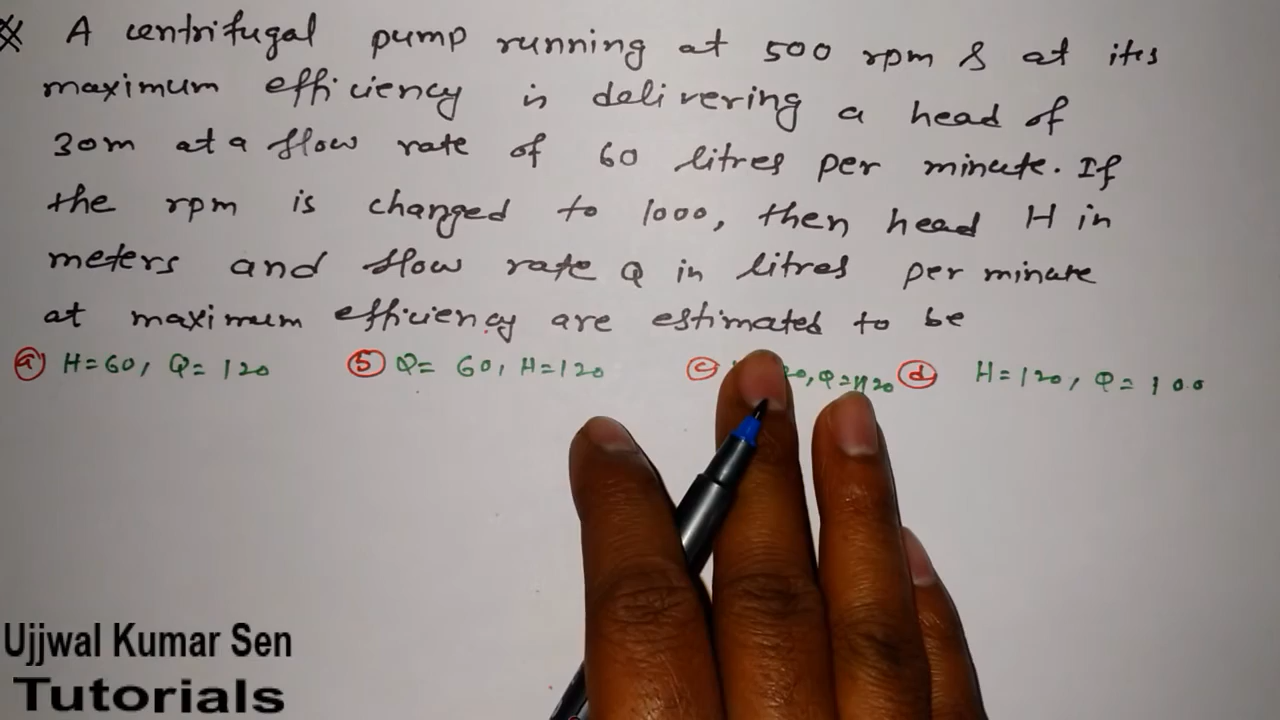 A centrifugal pump running at 500 rpm & at its
maximum efficiency is delivering a head of
30m at a flow rate of 60 litres per minute. If
the rpm is changed to 1000, then head H in
meters and flow rate Q in litres per minute
at maximum efficiency are estimated to be
(a) H=60, Q= 120 (b) Q= 60, H=120 (c) (d) H=120, Q= 100
Ujjwal Kumar Sen
Tutorials